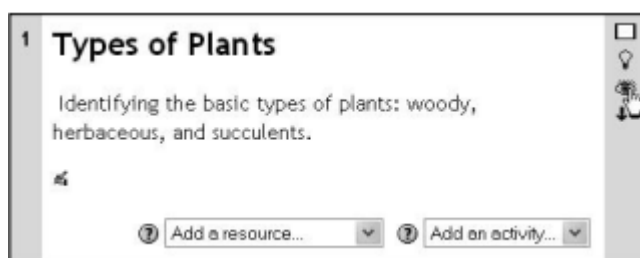 1 Types of Plants
Identifying the basic types of plants: woody,
herbaceous, and succulents.
? Add a resource... ? Add an activity...